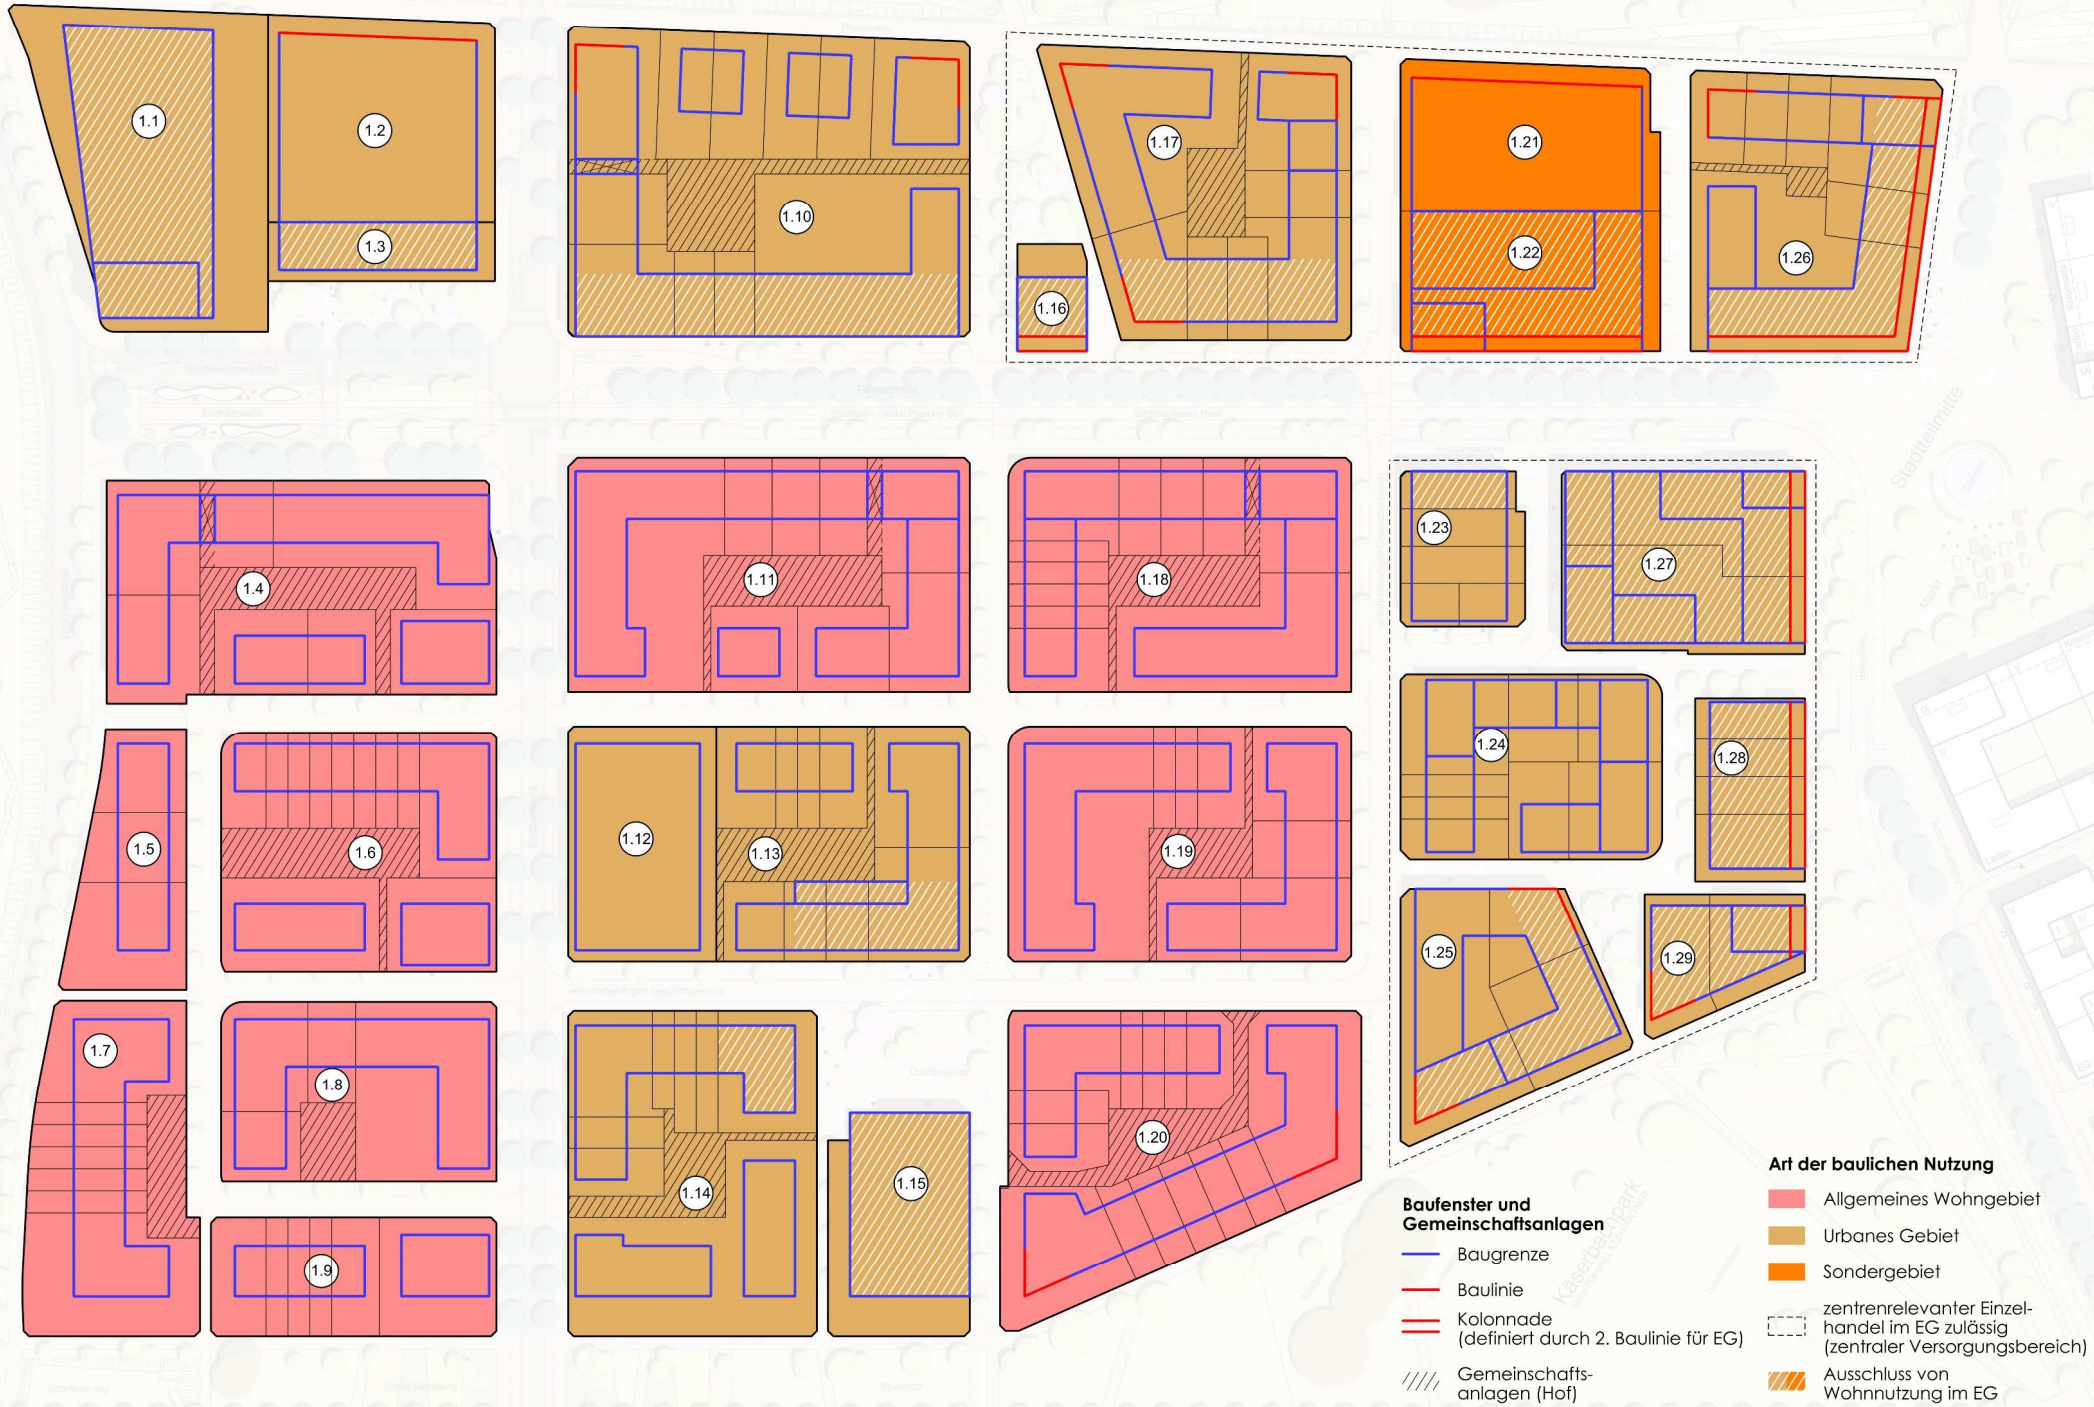 1.1
1.2
1.3
1.10
1.16
1.17
1.21
1.22
1.26
1.4
1.11
1.18
1.23
1.27
1.5
1.6
1.12
1.13
1.19
1.24
1.28
1.7
1.8
1.9
1.14
1.15
1.20
1.25
1.29
Stadtteilmitte
Markt
Käserbachpark
Baufenster und
Gemeinschaftsanlagen
Baugrenze
Baulinie
Kolonnade
(definiert durch 2. Baulinie für EG)
Gemeinschafts-
anlagen (Hof)
Art der baulichen Nutzung
Allgemeines Wohngebiet
Urbanes Gebiet
Sondergebiet
zentrenrelevanter Einzel-
handel im EG zulässig
(zentraler Versorgungsbereich)
Ausschluss von
Wohnnutzung im EG